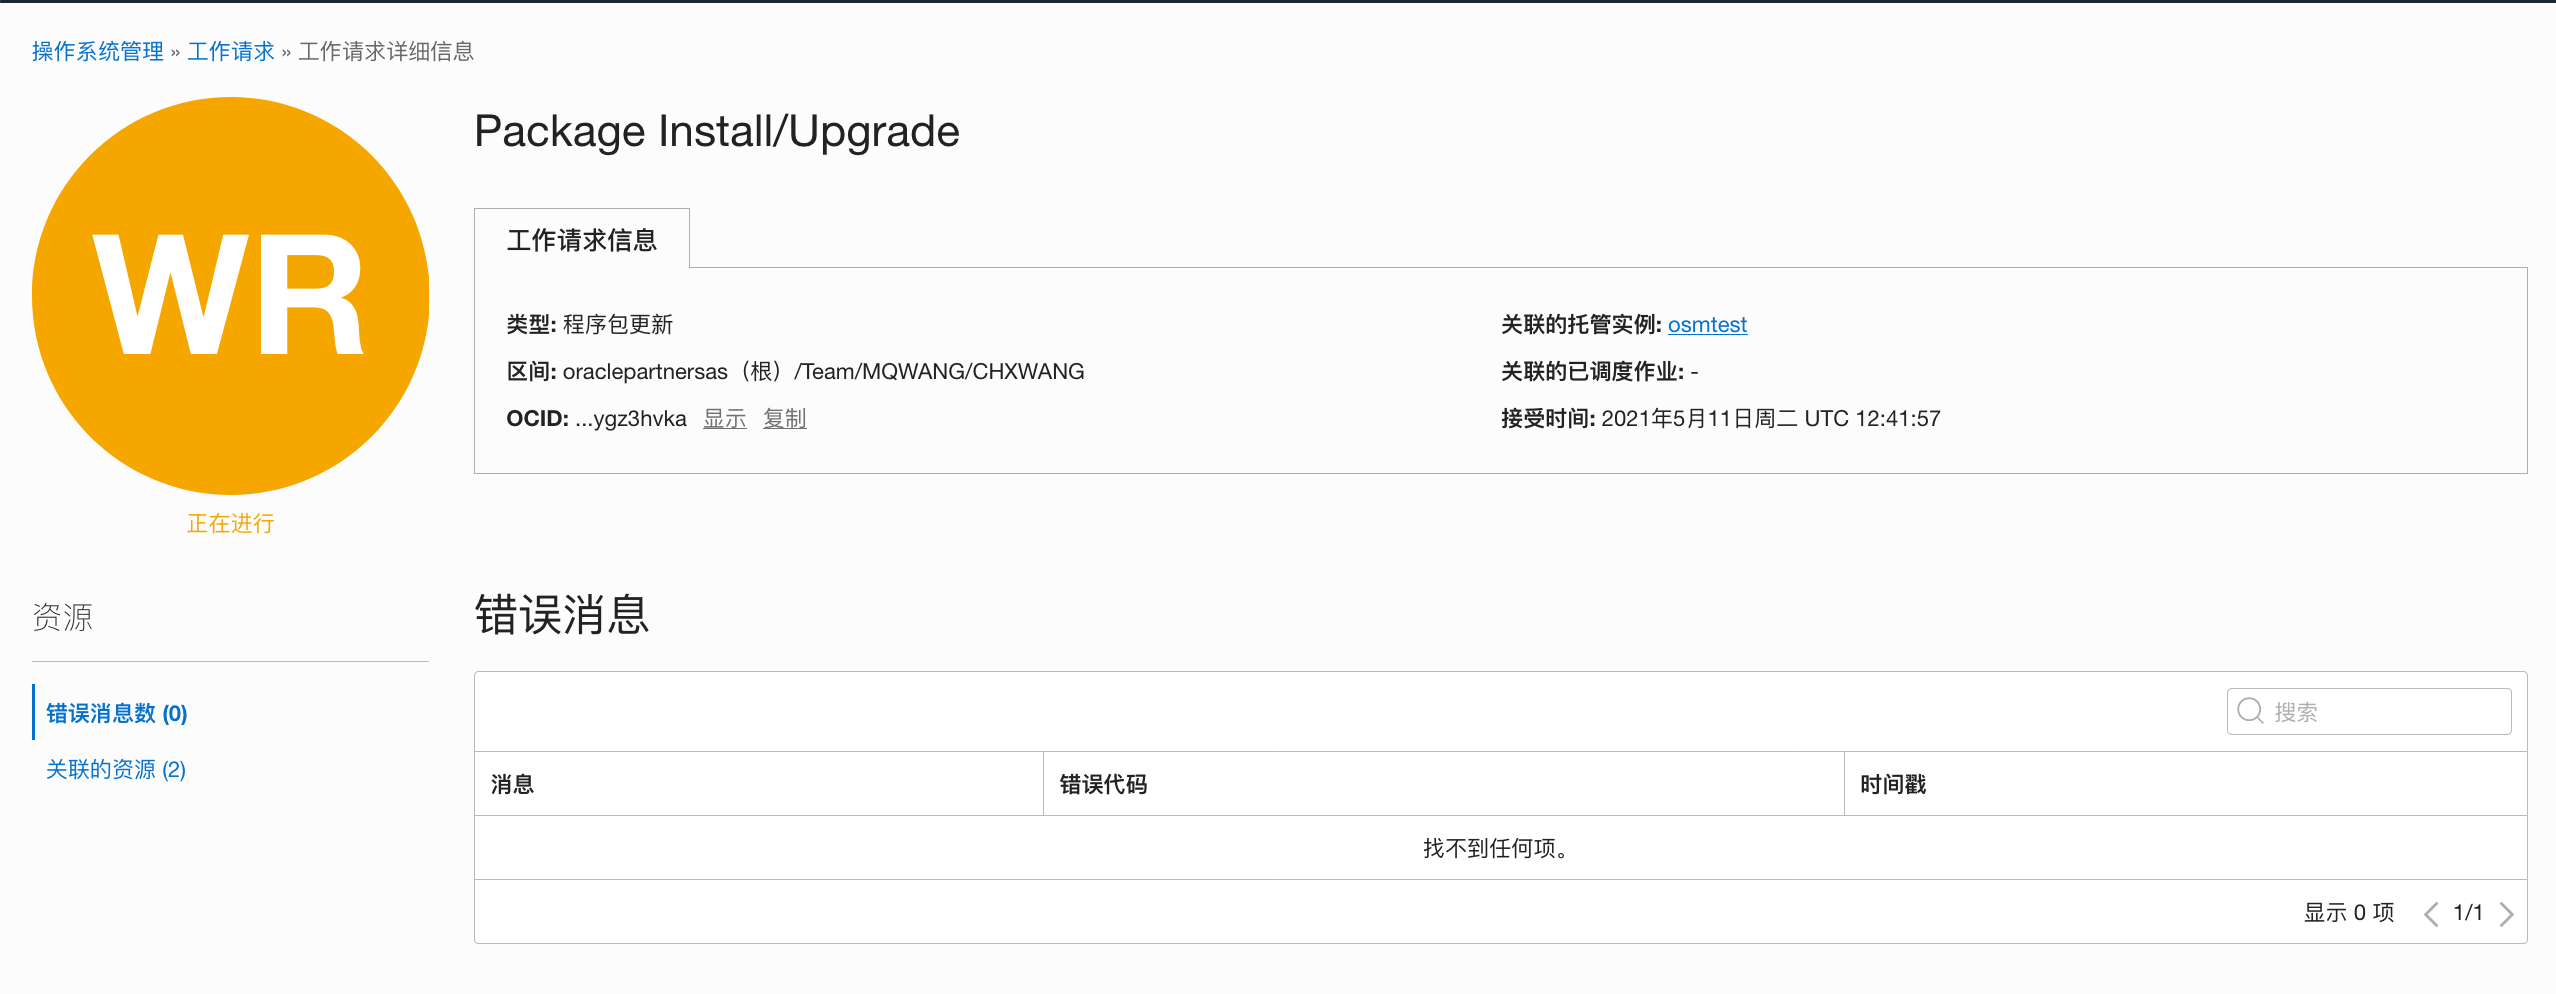 操作系统管理 » 工作请求 » 工作请求详细信息
WR
正在进行
Package Install/Upgrade
工作请求信息
类型: 程序包更新
区间: oraclepartnersas（根）/Team/MQWANG/CHXWANG
OCID: ...ygz3hvka 显示 复制
关联的托管实例: osmtest
关联的已调度作业: -
接受时间: 2021年5月11日周二 UTC 12:41:57
资源
错误消息数 (0)
关联的资源 (2)
错误消息
搜索
消息 错误代码 时间戳
找不到任何项。
显示 0 项 1/1